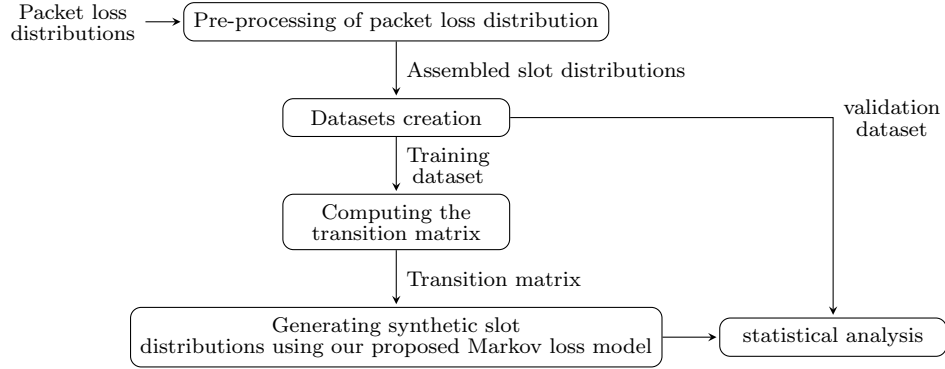 Packet loss
distributions
Pre-processing of packet loss distribution
Assembled slot distributions
Datasets creation
validation
dataset
Training
dataset
Computing the
transition matrix
Transition matrix
Generating synthetic slot
distributions using our proposed Markov loss model
statistical analysis